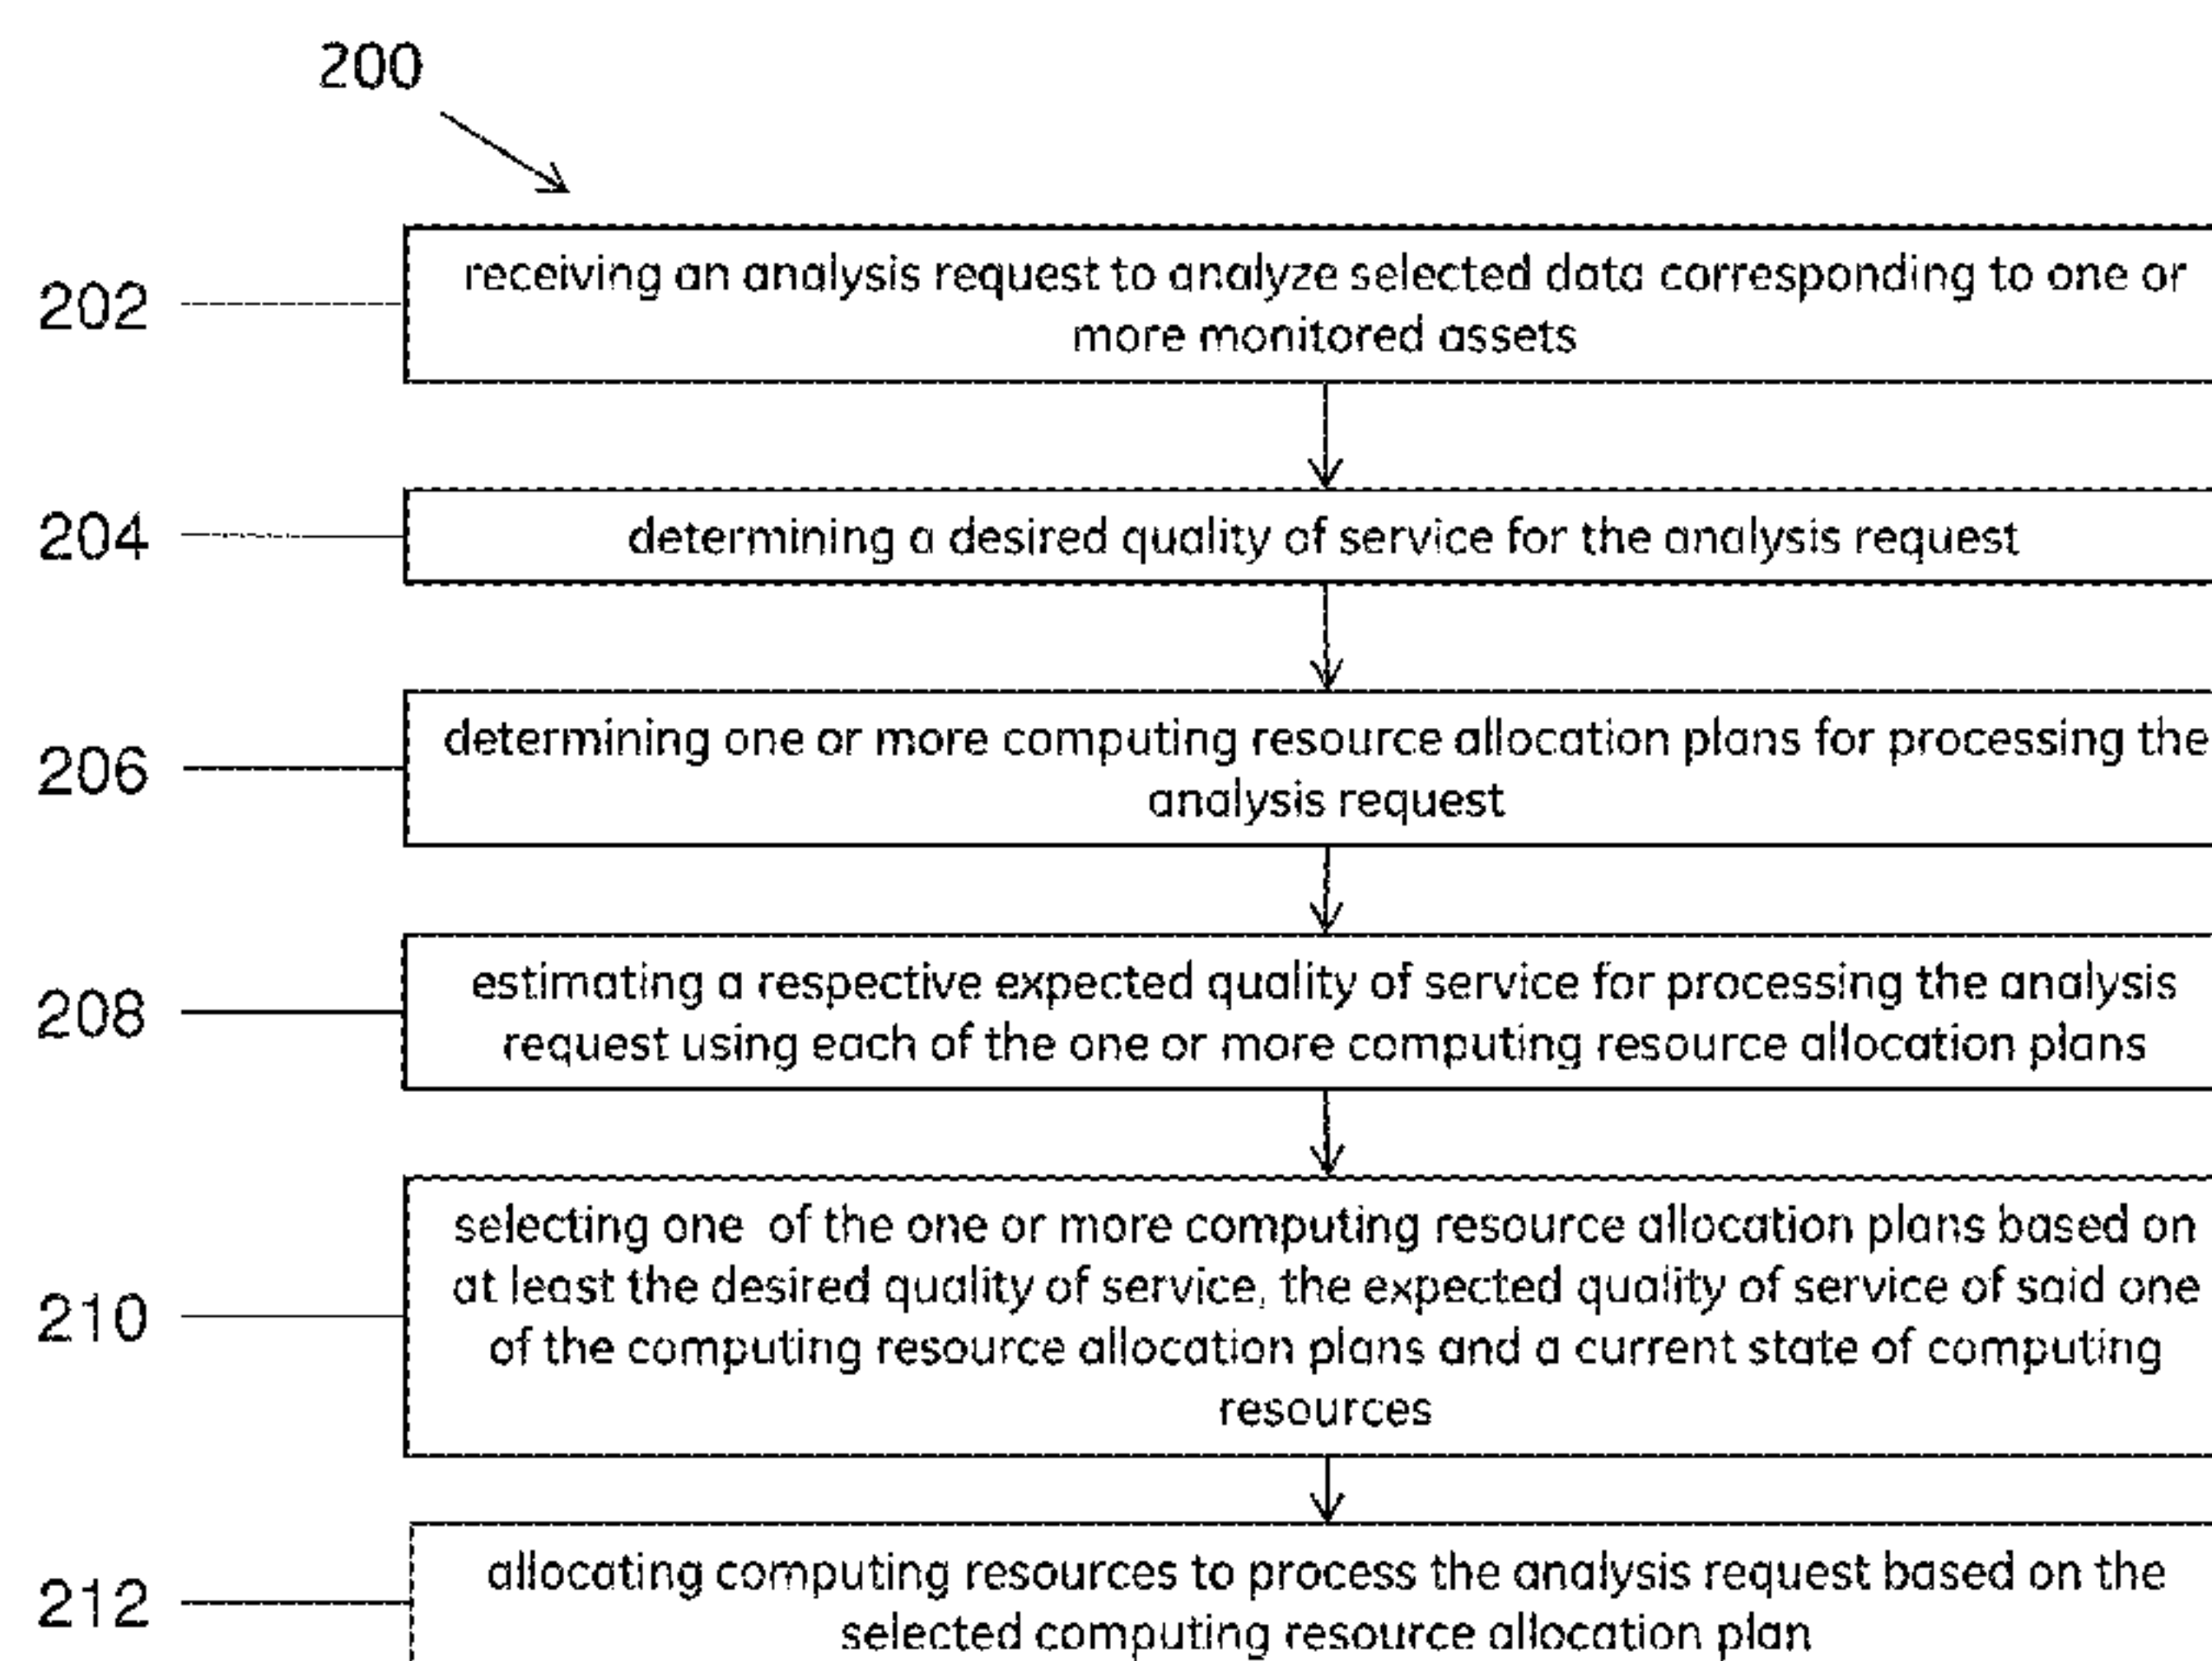 200
202
receiving an analysis request to analyze selected data corresponding to one or
more monitored assets
204
determining a desired quality of service for the analysis request
206
determining one or more computing resource allocation plans for processing the
analysis request
208
estimating a respective expected quality of service for processing the analysis
request using each of the one or more computing resource allocation plans
210
selecting one of the one or more computing resource allocation plans based on
at least the desired quality of service, the expected quality of service of said one
of the computing resource allocation plans and a current state of computing
resources
212
allocating computing resources to process the analysis request based on the
selected computing resource allocation plan